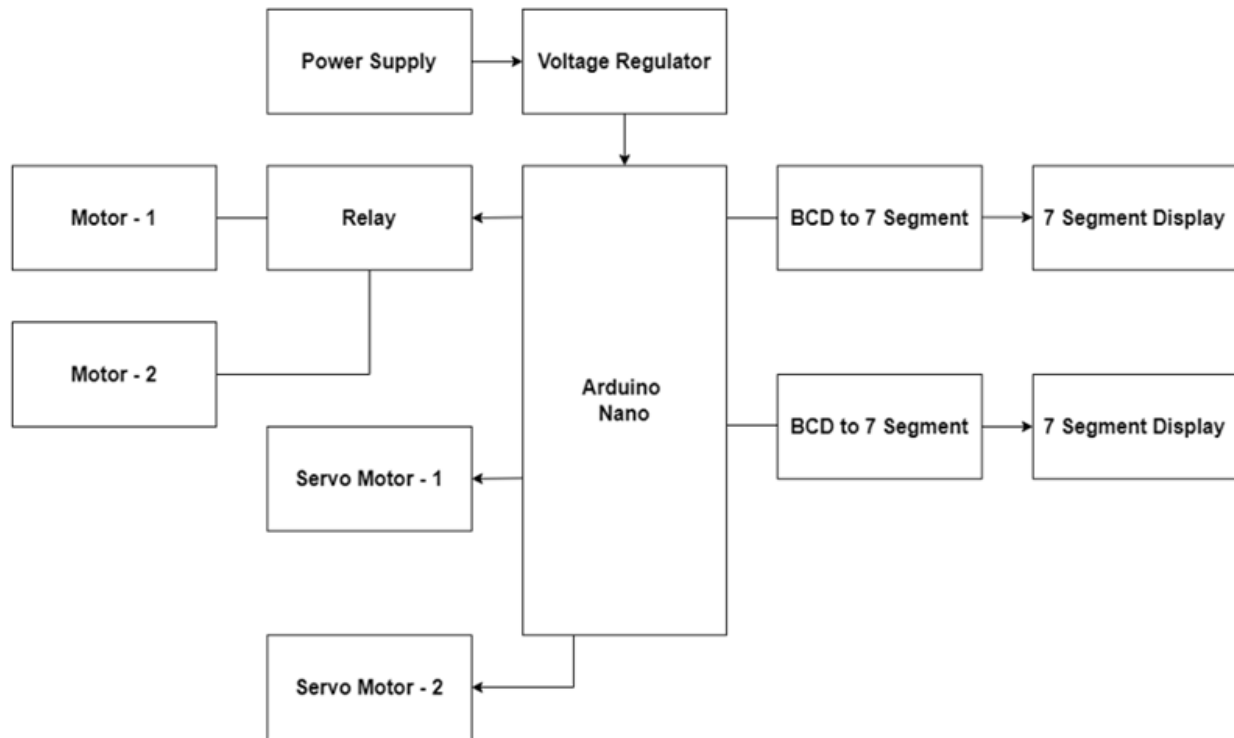 Power Supply
Voltage Regulator
Motor - 1
Relay
BCD to 7 Segment
7 Segment Display
Motor - 2
Arduino
Nano
BCD to 7 Segment
7 Segment Display
Servo Motor - 1
Servo Motor - 2